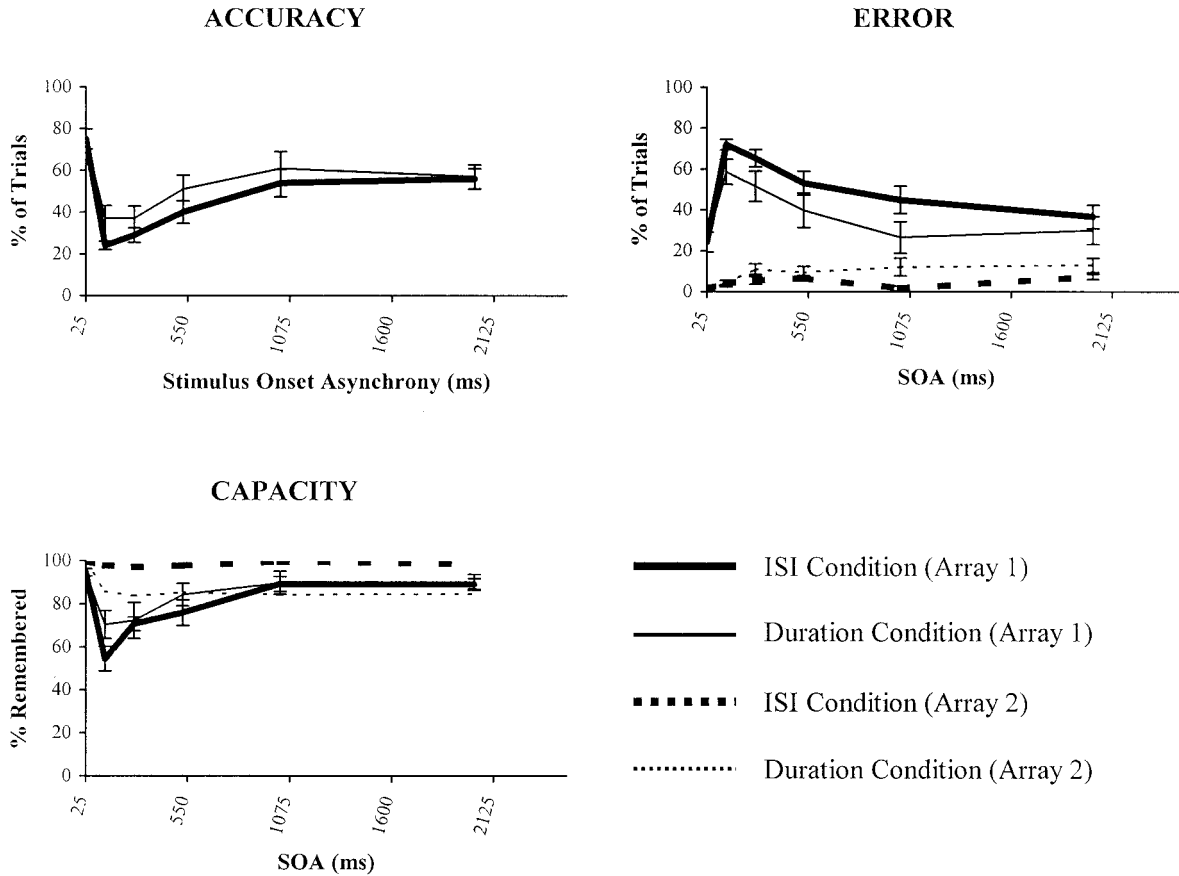 ACCURACY
% of Trials
100
80
60
40
20
0
25
550
1075
1600
2125
Stimulus Onset Asynchrony (ms)
ERROR
% of Trials
100
80
60
40
20
0
25
550
1075
1600
2125
SOA (ms)
CAPACITY
% Remembered
100
80
60
40
20
0
25
550
1075
1600
2125
SOA (ms)
ISI Condition (Array 1)
Duration Condition (Array 1)
ISI Condition (Array 2)
Duration Condition (Array 2)